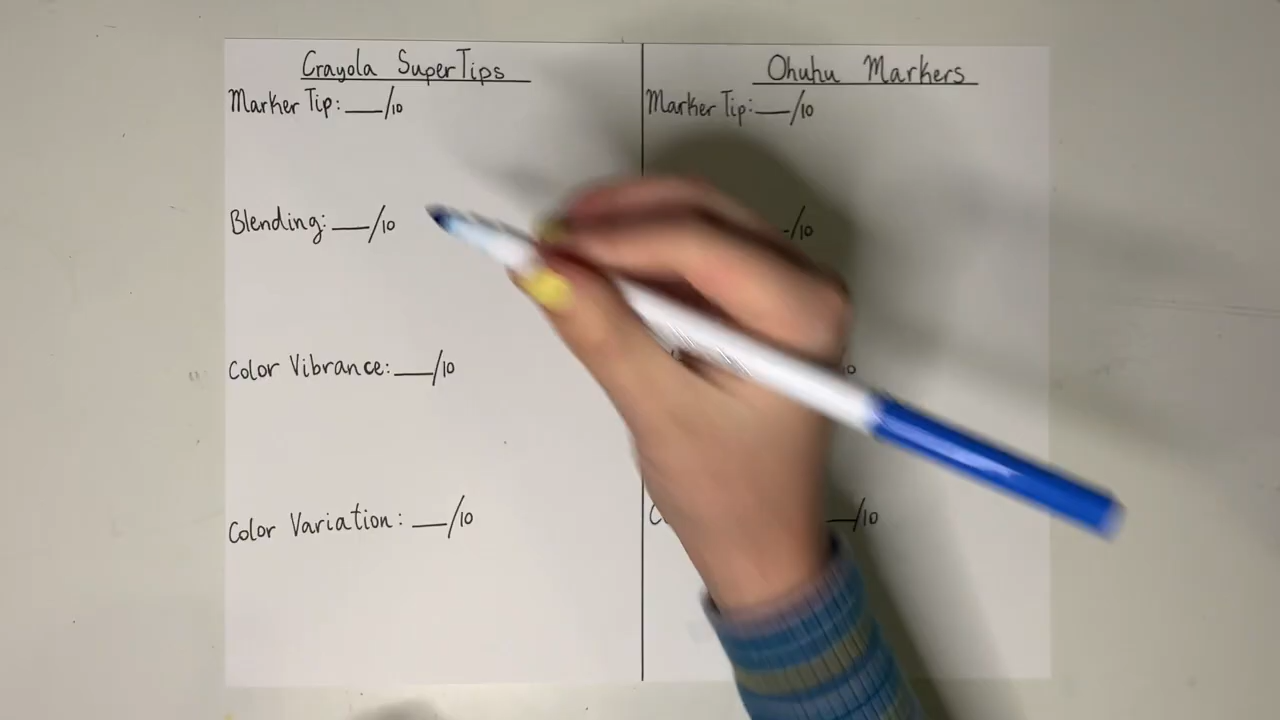 Crayola SuperTips
Marker Tip: ___/10
Blending: ___/10
Color Vibrance: ___/10
Color Variation: ___/10
Ohuhu Markers
Marker Tip: ___/10
-/10
C __/10